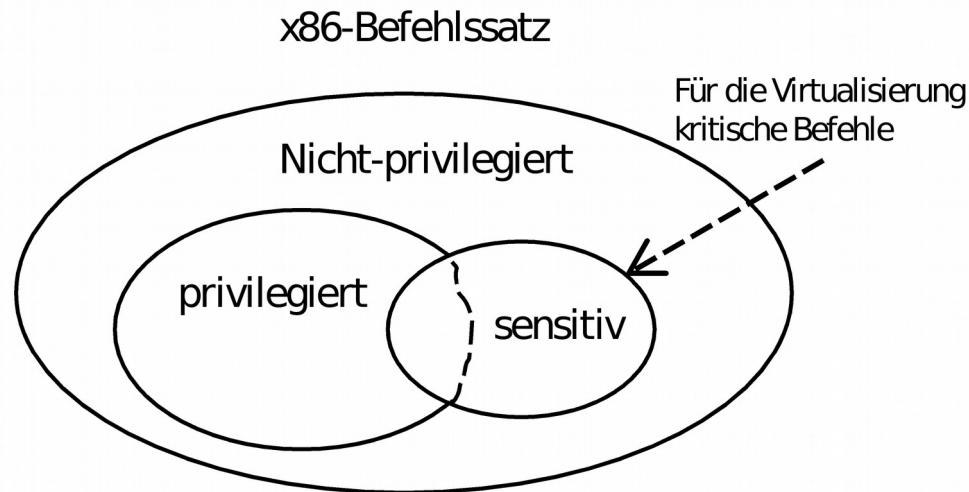 x86-Befehlssatz
Für die Virtualisierung
kritische Befehle
Nicht-privilegiert
privilegiert
sensitiv